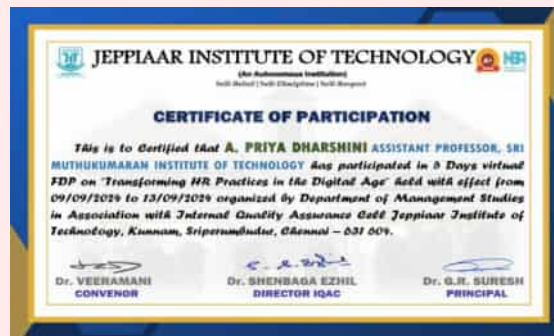 JEPPIAAR INSTITUTE OF TECHNOLOGY
(An Autonomous Institution)
Self-Belief | Self-Discipline | Self-Respect
CERTIFICATE OF PARTICIPATION
This is to Certified that A. PRIYA DHARSHINI ASSISTANT PROFESSOR, SRI
MUTHUKUMARAN INSTITUTE OF TECHNOLOGY has participated in 5 Days virtual
FDP on "Transforming HR Practices in the Digital Age" held with effect from
09/09/2024 to 13/09/2024 organized by Department of Management Studies
in Association with Internal Quality Assurance Cell Jeppiaar Institute of
Technology, Kunnam, Sriperumbudur, Chennai – 631 604.
Dr. VEERAMANI
CONVENOR
Dr. SHENBAGA EZHIL
DIRECTOR IQAC
Dr. G.R. SURESH
PRINCIPAL